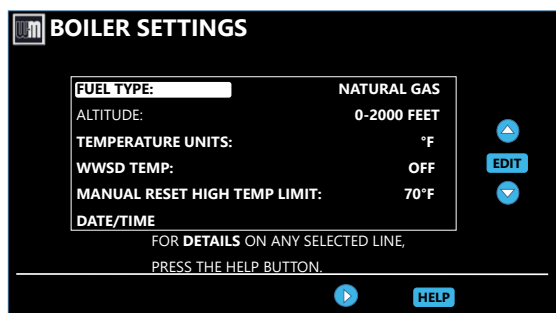 WM BOILER SETTINGS
FUEL TYPE: NATURAL GAS
ALTITUDE: 0-2000 FEET
TEMPERATURE UNITS: °F
WWSD TEMP: OFF
MANUAL RESET HIGH TEMP LIMIT: 70°F
DATE/TIME
EDIT
FOR DETAILS ON ANY SELECTED LINE,
PRESS THE HELP BUTTON.
HELP